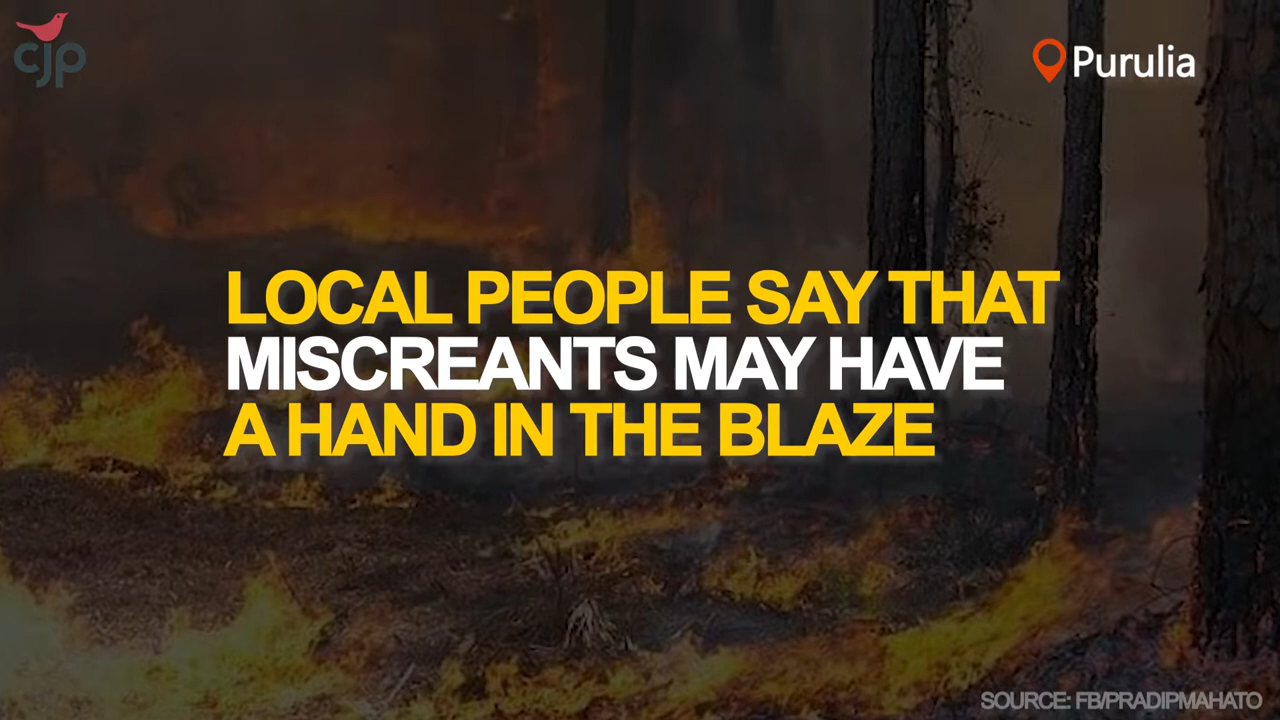 cjp
Purulia
LOCAL PEOPLE SAY THAT
MISCREANTS MAY HAVE
A HAND IN THE BLAZE
SOURCE: FB/PRADIPMAHATO